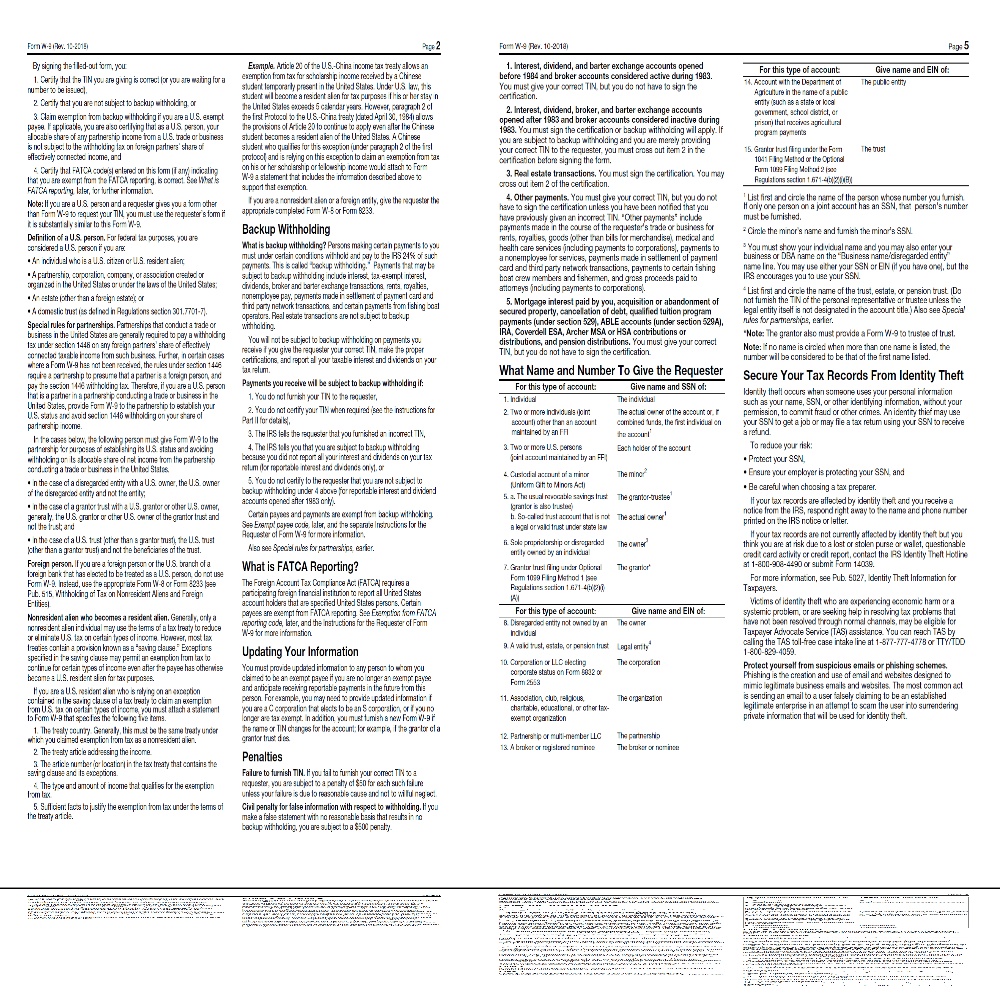 Form W-9 (Rev. 10-2018)
Page 2
By signing the filled-out form, you:
1. Certify that the TIN you are giving is correct (or you are waiting for a
number to be issued),
2. Certify that you are not subject to backup withholding, or
3. Claim exemption from backup withholding if you are a U.S. exempt
payee. If applicable, you are also certifying that as a U.S. person, your
allocable share of any partnership income from a U.S. trade or business
is not subject to the withholding tax on foreign partners' share of
effectively connected income, and
4. Certify that FATCA code(s) entered on this form (if any) indicating
that you are exempt from the FATCA reporting, is correct. See What is
FATCA reporting, later, for further information.
Note: If you are a U.S. person and a requester gives you a form other
than Form W-9 to request your TIN, you must use the requester's form if
it is substantially similar to this Form W-9.
Definition of a U.S. person. For federal tax purposes, you are
considered a U.S. person if you are:
• An individual who is a U.S. citizen or U.S. resident alien;
• A partnership, corporation, company, or association created or
organized in the United States or under the laws of the United States;
• An estate (other than a foreign estate); or
• A domestic trust (as defined in Regulations section 301.7701-7).
Special rules for partnerships. Partnerships that conduct a trade or
business in the United States are generally required to pay a withholding
tax under section 1446 on any foreign partners' share of effectively
connected taxable income from such business. Further, in certain cases
where a Form W-9 has not been received, the rules under section 1446
require a partnership to presume that a partner is a foreign person, and
pay the section 1446 withholding tax. Therefore, if you are a U.S. person
that is a partner in a partnership conducting a trade or business in the
United States, provide Form W-9 to the partnership to establish your
U.S. status and avoid section 1446 withholding on your share of
partnership income.
In the cases below, the following person must give Form W-9 to the
partnership for purposes of establishing its U.S. status and avoiding
withholding on its allocable share of net income from the partnership
conducting a trade or business in the United States.
• In the case of a disregarded entity with a U.S. owner, the U.S. owner
of the disregarded entity and not the entity;
• In the case of a grantor trust with a U.S. grantor or other U.S. owner,
generally, the U.S. grantor or other U.S. owner of the grantor trust and
not the trust; and
• In the case of a U.S. trust (other than a grantor trust), the U.S. trust
(other than a grantor trust) and not the beneficiaries of the trust.
Foreign person. If you are a foreign person or the U.S. branch of a
foreign bank that has elected to be treated as a U.S. person, do not use
Form W-9. Instead, use the appropriate Form W-8 or Form 8233 (see
Pub. 515, Withholding of Tax on Nonresident Aliens and Foreign
Entities).
Nonresident alien who becomes a resident alien. Generally, only a
nonresident alien individual may use the terms of a tax treaty to reduce
or eliminate U.S. tax on certain types of income. However, most tax
treaties contain a provision known as a "saving clause." Exceptions
specified in the saving clause may permit an exemption from tax to
continue for certain types of income even after the payee has otherwise
become a U.S. resident alien for tax purposes.
If you are a U.S. resident alien who is relying on an exception
contained in the saving clause of a tax treaty to claim an exemption
from U.S. tax on certain types of income, you must attach a statement
to Form W-9 that specifies the following five items.
1. The treaty country. Generally, this must be the same treaty under
which you claimed exemption from tax as a nonresident alien.
2. The treaty article addressing the income.
3. The article number (or location) in the tax treaty that contains the
saving clause and its exceptions.
4. The type and amount of income that qualifies for the exemption
from tax.
5. Sufficient facts to justify the exemption from tax under the terms of
the treaty article.
Example. Article 20 of the U.S.-China income tax treaty allows an
exemption from tax for scholarship income received by a Chinese
student temporarily present in the United States. Under U.S. law, this
student will become a resident alien for tax purposes if his or her stay in
the United States exceeds 5 calendar years. However, paragraph 2 of
the first Protocol to the U.S.-China treaty (dated April 30, 1984) allows
the provisions of Article 20 to continue to apply even after the Chinese
student becomes a resident alien of the United States. A Chinese
student who qualifies for this exception (under paragraph 2 of the first
protocol) and is relying on this exception to claim an exemption from tax
on his or her scholarship or fellowship income would attach to Form
W-9 a statement that includes the information described above to
support that exemption.
If you are a nonresident alien or a foreign entity, give the requester the
appropriate completed Form W-8 or Form 8233.
Backup Withholding
What is backup withholding? Persons making certain payments to you
must under certain conditions withhold and pay to the IRS 24% of such
payments. This is called "backup withholding." Payments that may be
subject to backup withholding include interest, tax-exempt interest,
dividends, broker and barter exchange transactions, rents, royalties,
nonemployee pay, payments made in settlement of payment card and
third party network transactions, and certain payments from fishing boat
operators. Real estate transactions are not subject to backup
withholding.
You will not be subject to backup withholding on payments you
receive if you give the requester your correct TIN, make the proper
certifications, and report all your taxable interest and dividends on your
tax return.
Payments you receive will be subject to backup withholding if:
1. You do not furnish your TIN to the requester,
2. You do not certify your TIN when required (see the instructions for
Part II for details),
3. The IRS tells the requester that you furnished an incorrect TIN,
4. The IRS tells you that you are subject to backup withholding
because you did not report all your interest and dividends on your tax
return (for reportable interest and dividends only), or
5. You do not certify to the requester that you are not subject to
backup withholding under 4 above (for reportable interest and dividend
accounts opened after 1983 only).
Certain payees and payments are exempt from backup withholding.
See Exempt payee code, later, and the separate Instructions for the
Requester of Form W-9 for more information.
Also see Special rules for partnerships, earlier.
What is FATCA Reporting?
The Foreign Account Tax Compliance Act (FATCA) requires a
participating foreign financial institution to report all United States
account holders that are specified United States persons. Certain
payees are exempt from FATCA reporting. See Exemption from FATCA
reporting code, later, and the Instructions for the Requester of Form
W-9 for more information.
Updating Your Information
You must provide updated information to any person to whom you
claimed to be an exempt payee if you are no longer an exempt payee
and anticipate receiving reportable payments in the future from this
person. For example, you may need to provide updated information if
you are a C corporation that elects to be an S corporation, or if you no
longer are tax exempt. In addition, you must furnish a new Form W-9 if
the name or TIN changes for the account; for example, if the grantor of a
grantor trust dies.
Penalties
Failure to furnish TIN. If you fail to furnish your correct TIN to a
requester, you are subject to a penalty of $50 for each such failure
unless your failure is due to reasonable cause and not to willful neglect.
Civil penalty for false information with respect to withholding. If you
make a false statement with no reasonable basis that results in no
backup withholding, you are subject to a $500 penalty.
Form W-9 (Rev. 10-2018)
Page 5
1. Interest, dividend, and barter exchange accounts opened
before 1984 and broker accounts considered active during 1983.
You must give your correct TIN, but you do not have to sign the
certification.
2. Interest, dividend, broker, and barter exchange accounts
opened after 1983 and broker accounts considered inactive during
1983. You must sign the certification or backup withholding will apply. If
you are subject to backup withholding and you are merely providing
your correct TIN to the requester, you must cross out item 2 in the
certification before signing the form.
3. Real estate transactions. You must sign the certification. You may
cross out item 2 of the certification.
4. Other payments. You must give your correct TIN, but you do not
have to sign the certification unless you have been notified that you
have previously given an incorrect TIN. "Other payments" include
payments made in the course of the requester's trade or business for
rents, royalties, goods (other than bills for merchandise), medical and
health care services (including payments to corporations), payments to
a nonemployee for services, payments made in settlement of payment
card and third party network transactions, payments to certain fishing
boat crew members and fishermen, and gross proceeds paid to
attorneys (including payments to corporations).
5. Mortgage interest paid by you, acquisition or abandonment of
secured property, cancellation of debt, qualified tuition program
payments (under section 529), ABLE accounts (under section 529A),
IRA, Coverdell ESA, Archer MSA or HSA contributions or
distributions, and pension distributions. You must give your correct
TIN, but you do not have to sign the certification.
What Name and Number To Give the Requester
For this type of account:
Give name and SSN of:
1. Individual
The individual
2. Two or more individuals (joint
account) other than an account
maintained by an FFI
The actual owner of the account or, if
combined funds, the first individual on
the account1
3. Two or more U.S. persons
(joint account maintained by an FFI)
Each holder of the account
4. Custodial account of a minor
(Uniform Gift to Minors Act)
The minor2
5. a. The usual revocable savings trust
(grantor is also trustee)
The grantor-trustee1
b. So-called trust account that is not
a legal or valid trust under state law
The actual owner1
6. Sole proprietorship or disregarded
entity owned by an individual
The owner3
7. Grantor trust filing under Optional
Form 1099 Filing Method 1 (see
Regulations section 1.671-4(b)(2)(i)
(A))
The grantor*
For this type of account:
Give name and EIN of:
8. Disregarded entity not owned by an
individual
The owner
9. A valid trust, estate, or pension trust
Legal entity4
10. Corporation or LLC electing
corporate status on Form 8832 or
Form 2553
The corporation
11. Association, club, religious,
charitable, educational, or other tax-
exempt organization
The organization
12. Partnership or multi-member LLC
The partnership
13. A broker or registered nominee
The broker or nominee
For this type of account:
Give name and EIN of:
14. Account with the Department of
Agriculture in the name of a public
entity (such as a state or local
government, school district, or
prison) that receives agricultural
program payments
The public entity
15. Grantor trust filing under the Form
1041 Filing Method or the Optional
Form 1099 Filing Method 2 (see
Regulations section 1.671-4(b)(2)(i)(B))
The trust
1 List first and circle the name of the person whose number you furnish.
If only one person on a joint account has an SSN, that person's number
must be furnished.
2 Circle the minor's name and furnish the minor's SSN.
3 You must show your individual name and you may also enter your
business or DBA name on the "Business name/disregarded entity"
name line. You may use either your SSN or EIN (if you have one), but the
IRS encourages you to use your SSN.
4 List first and circle the name of the trust, estate, or pension trust. (Do
not furnish the TIN of the personal representative or trustee unless the
legal entity itself is not designated in the account title.) Also see Special
rules for partnerships, earlier.
*Note: The grantor also must provide a Form W-9 to trustee of trust.
Note: If no name is circled when more than one name is listed, the
number will be considered to be that of the first name listed.
Secure Your Tax Records From Identity Theft
Identity theft occurs when someone uses your personal information
such as your name, SSN, or other identifying information, without your
permission, to commit fraud or other crimes. An identity thief may use
your SSN to get a job or may file a tax return using your SSN to receive
a refund.
To reduce your risk:
• Protect your SSN,
• Ensure your employer is protecting your SSN, and
• Be careful when choosing a tax preparer.
If your tax records are affected by identity theft and you receive a
notice from the IRS, respond right away to the name and phone number
printed on the IRS notice or letter.
If your tax records are not currently affected by identity theft but you
think you are at risk due to a lost or stolen purse or wallet, questionable
credit card activity or credit report, contact the IRS Identity Theft Hotline
at 1-800-908-4490 or submit Form 14039.
For more information, see Pub. 5027, Identity Theft Information for
Taxpayers.
Victims of identity theft who are experiencing economic harm or a
systemic problem, or are seeking help in resolving tax problems that
have not been resolved through normal channels, may be eligible for
Taxpayer Advocate Service (TAS) assistance. You can reach TAS by
calling the TAS toll-free case intake line at 1-877-777-4778 or TTY/TDD
1-800-829-4059.
Protect yourself from suspicious emails or phishing schemes.
Phishing is the creation and use of email and websites designed to
mimic legitimate business emails and websites. The most common act
is sending an email to a user falsely claiming to be an established
legitimate enterprise in an attempt to scam the user into surrendering
private information that will be used for identity theft.